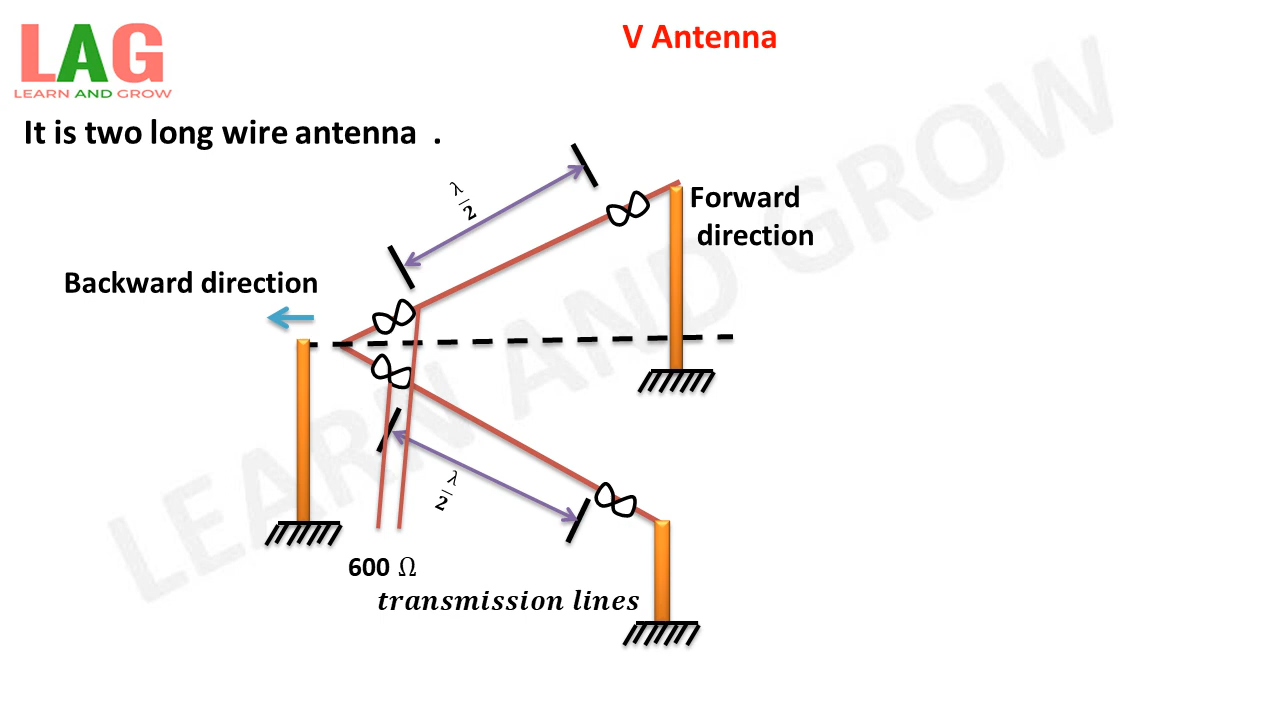 LAG
LEARN AND GROW
V Antenna
It is two long wire antenna .
λ
2
Forward
direction
Backward direction
λ
2
600 Ω
transmission lines
LEARN AND GROW